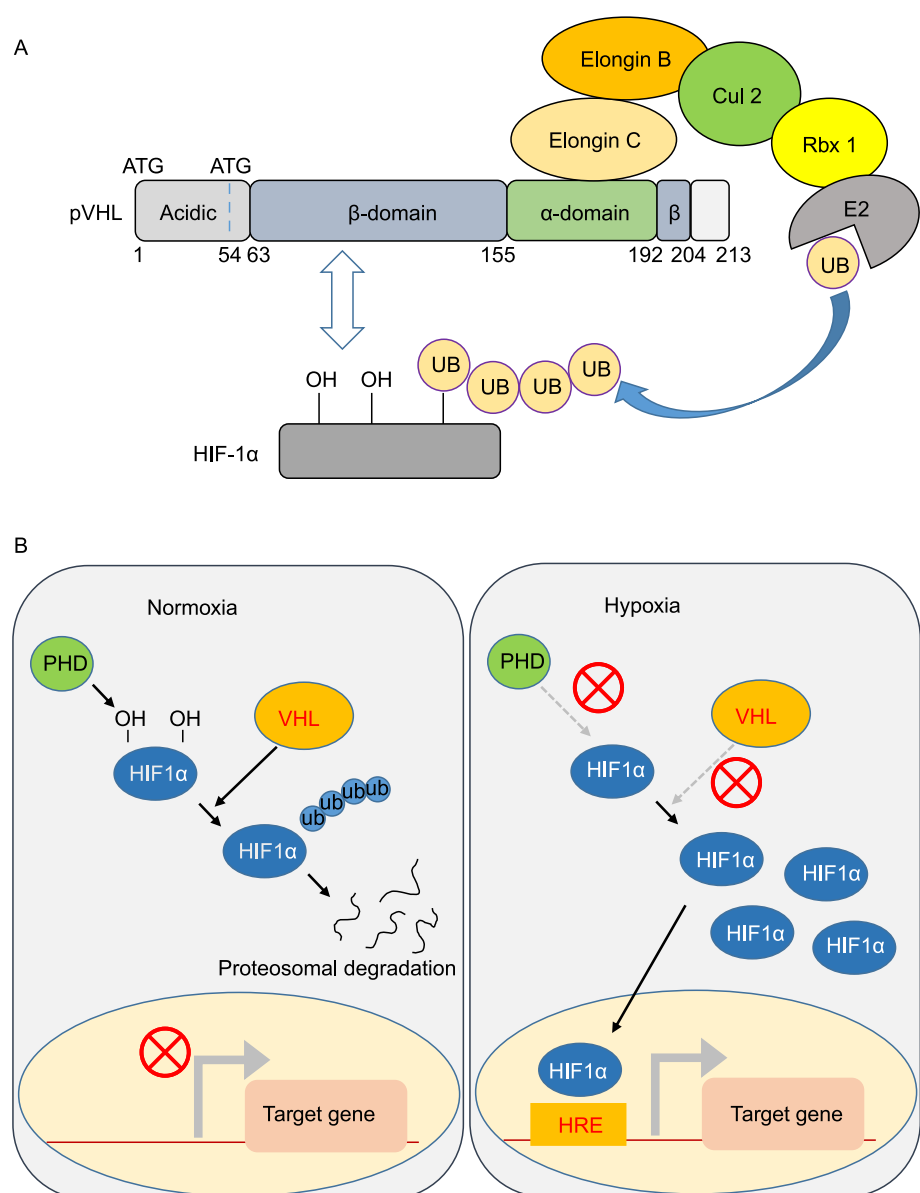 A
Elongin B
Cul 2
Elongin C
Rbx 1
ATG ATG
pVHL Acidic β-domain α-domain β E2
1 54 63 155 192 204 213
UB
OH OH UB UB UB UB
HIF-1α
B
Normoxia
PHD
OH OH
VHL
HIF1α
HIF1α ub ub ub ub
Proteosomal degradation
Target gene
Hypoxia
PHD
VHL
HIF1α
HIF1α
HIF1α
HIF1α
HIF1α
HIF1α
HRE
Target gene